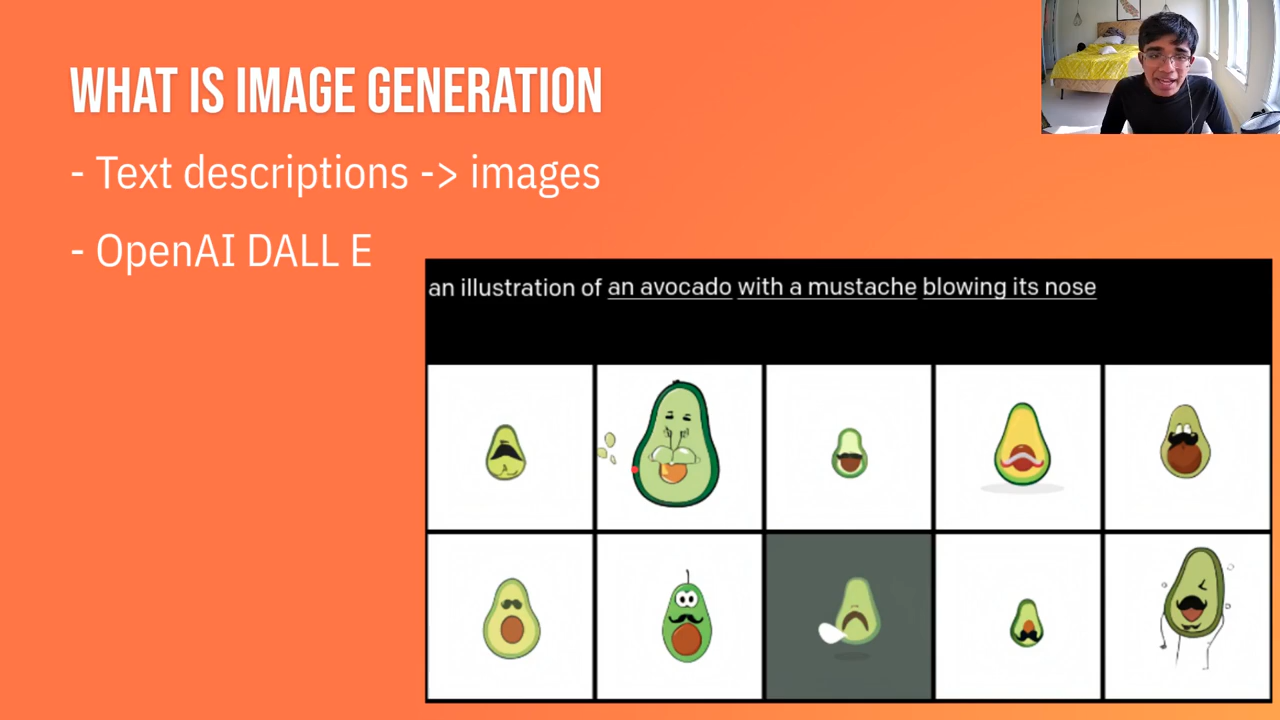 WHAT IS IMAGE GENERATION
- Text descriptions -> images
- OpenAI DALL E
an illustration of an avocado with a mustache blowing its nose